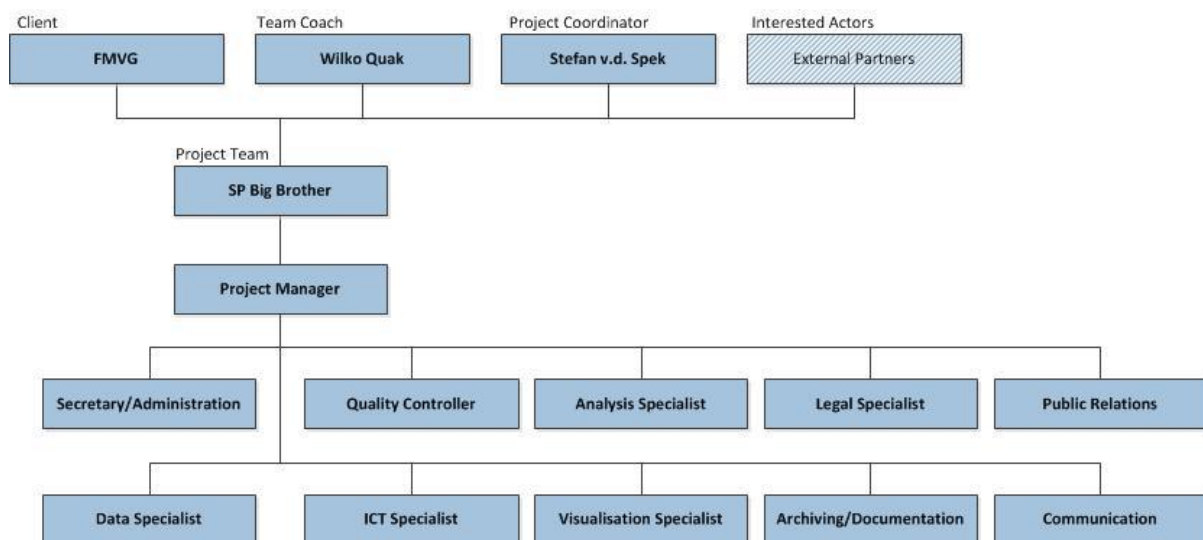 Client
Team Coach
Project Coordinator
Interested Actors
FMVG
Wilko Quak
Stefan v.d. Spek
External Partners
Project Team
SP Big Brother
Project Manager
Secretary/Administration
Quality Controller
Analysis Specialist
Legal Specialist
Public Relations
Data Specialist
ICT Specialist
Visualisation Specialist
Archiving/Documentation
Communication